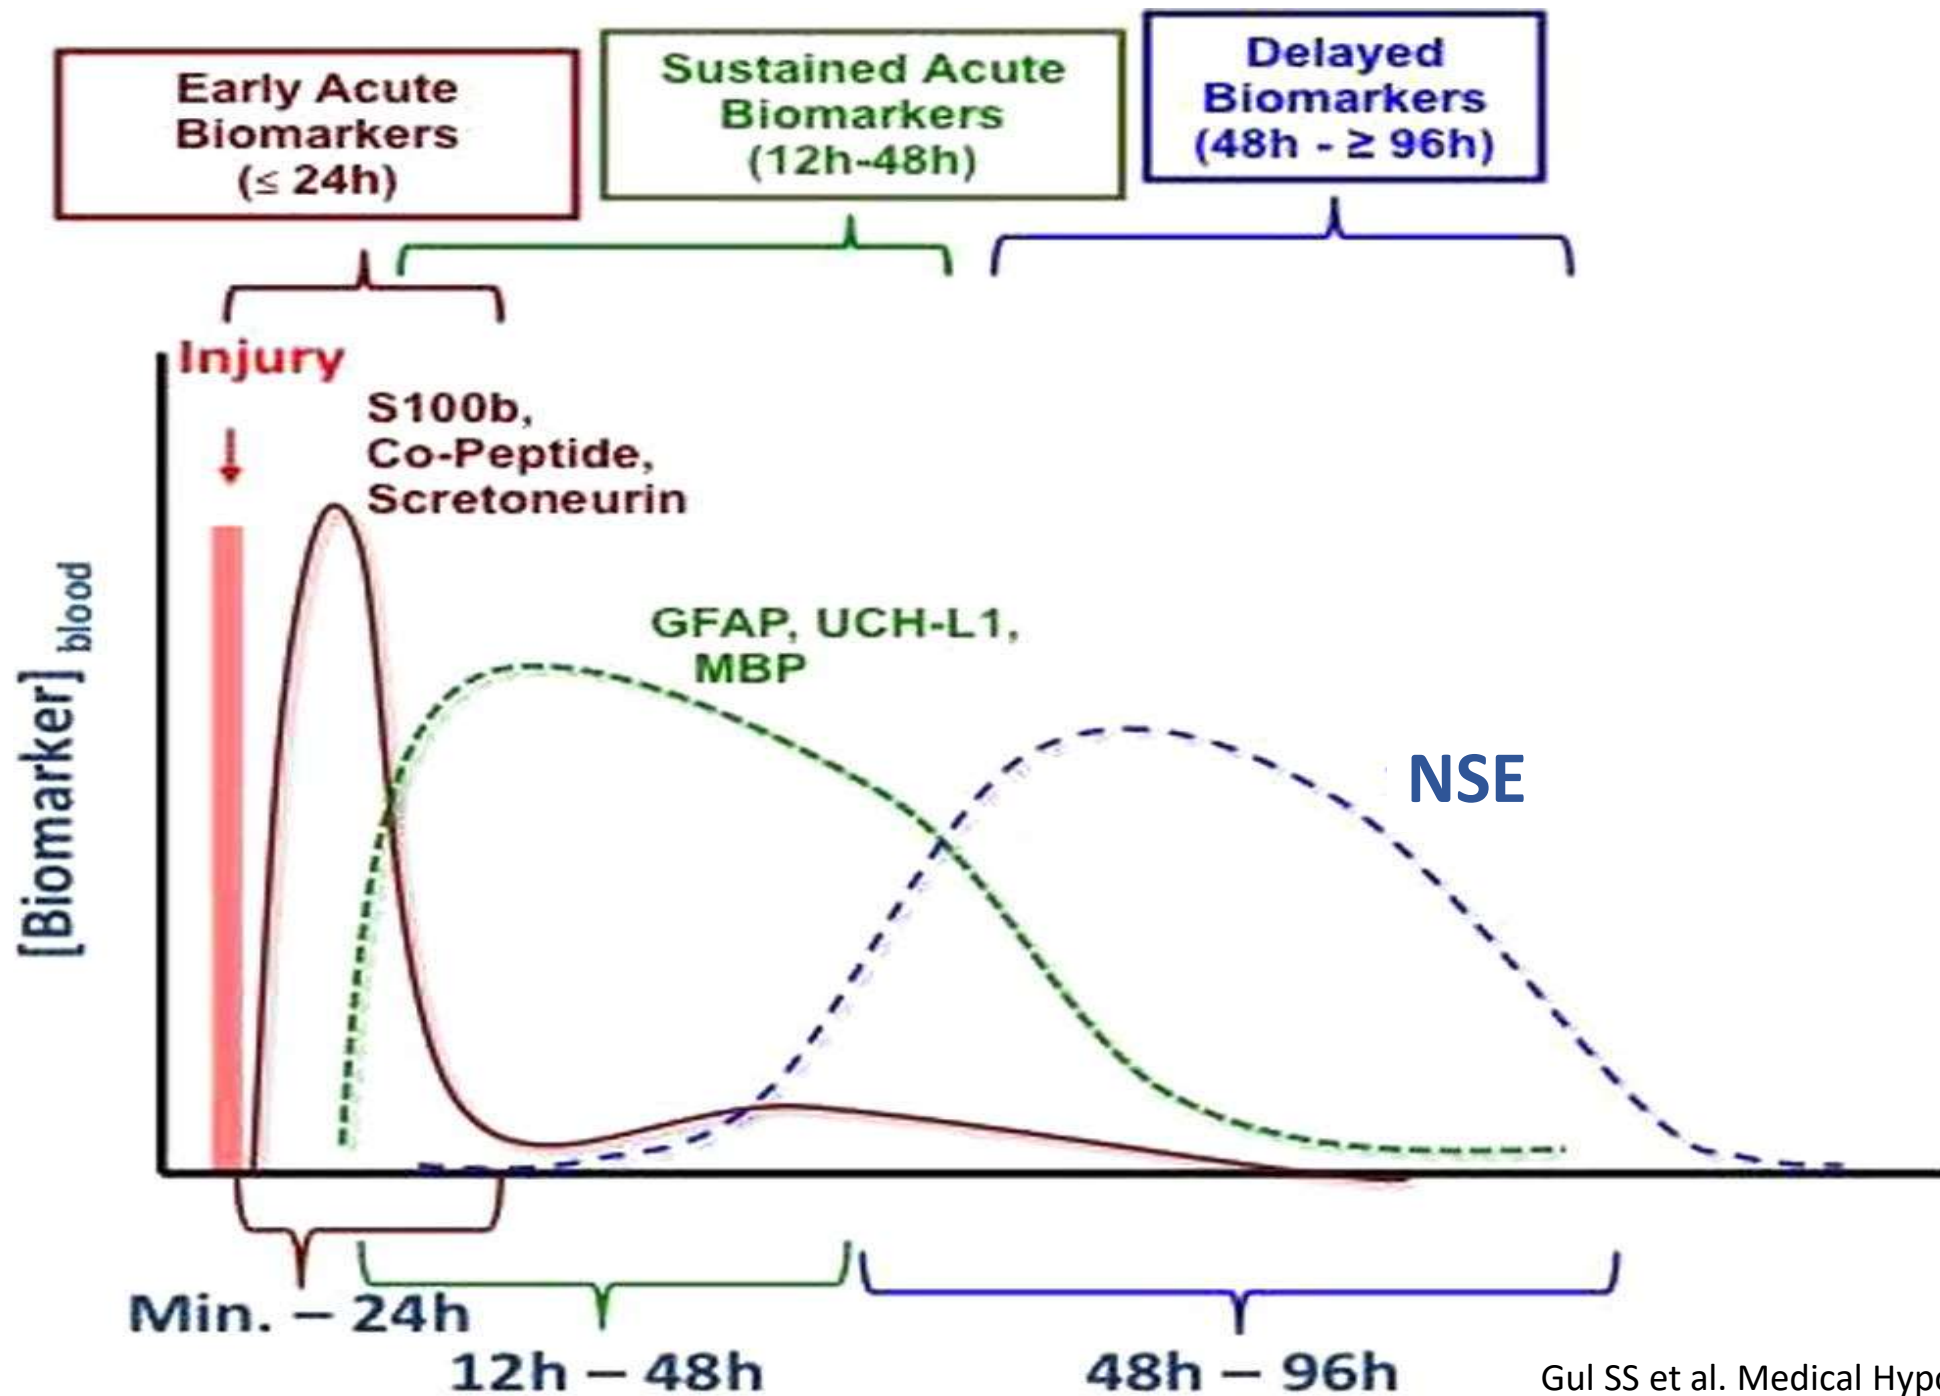 Early Acute
Biomarkers
(≤ 24h)
Sustained Acute
Biomarkers
(12h-48h)
Delayed
Biomarkers
(48h - ≥ 96h)
Injury
S100b,
Co-Peptide,
Scretoneurin
GFAP, UCH-L1,
MBP
NSE
[Biomarker] blood
Min. – 24h
12h – 48h
48h – 96h
Gul SS et al. Medical